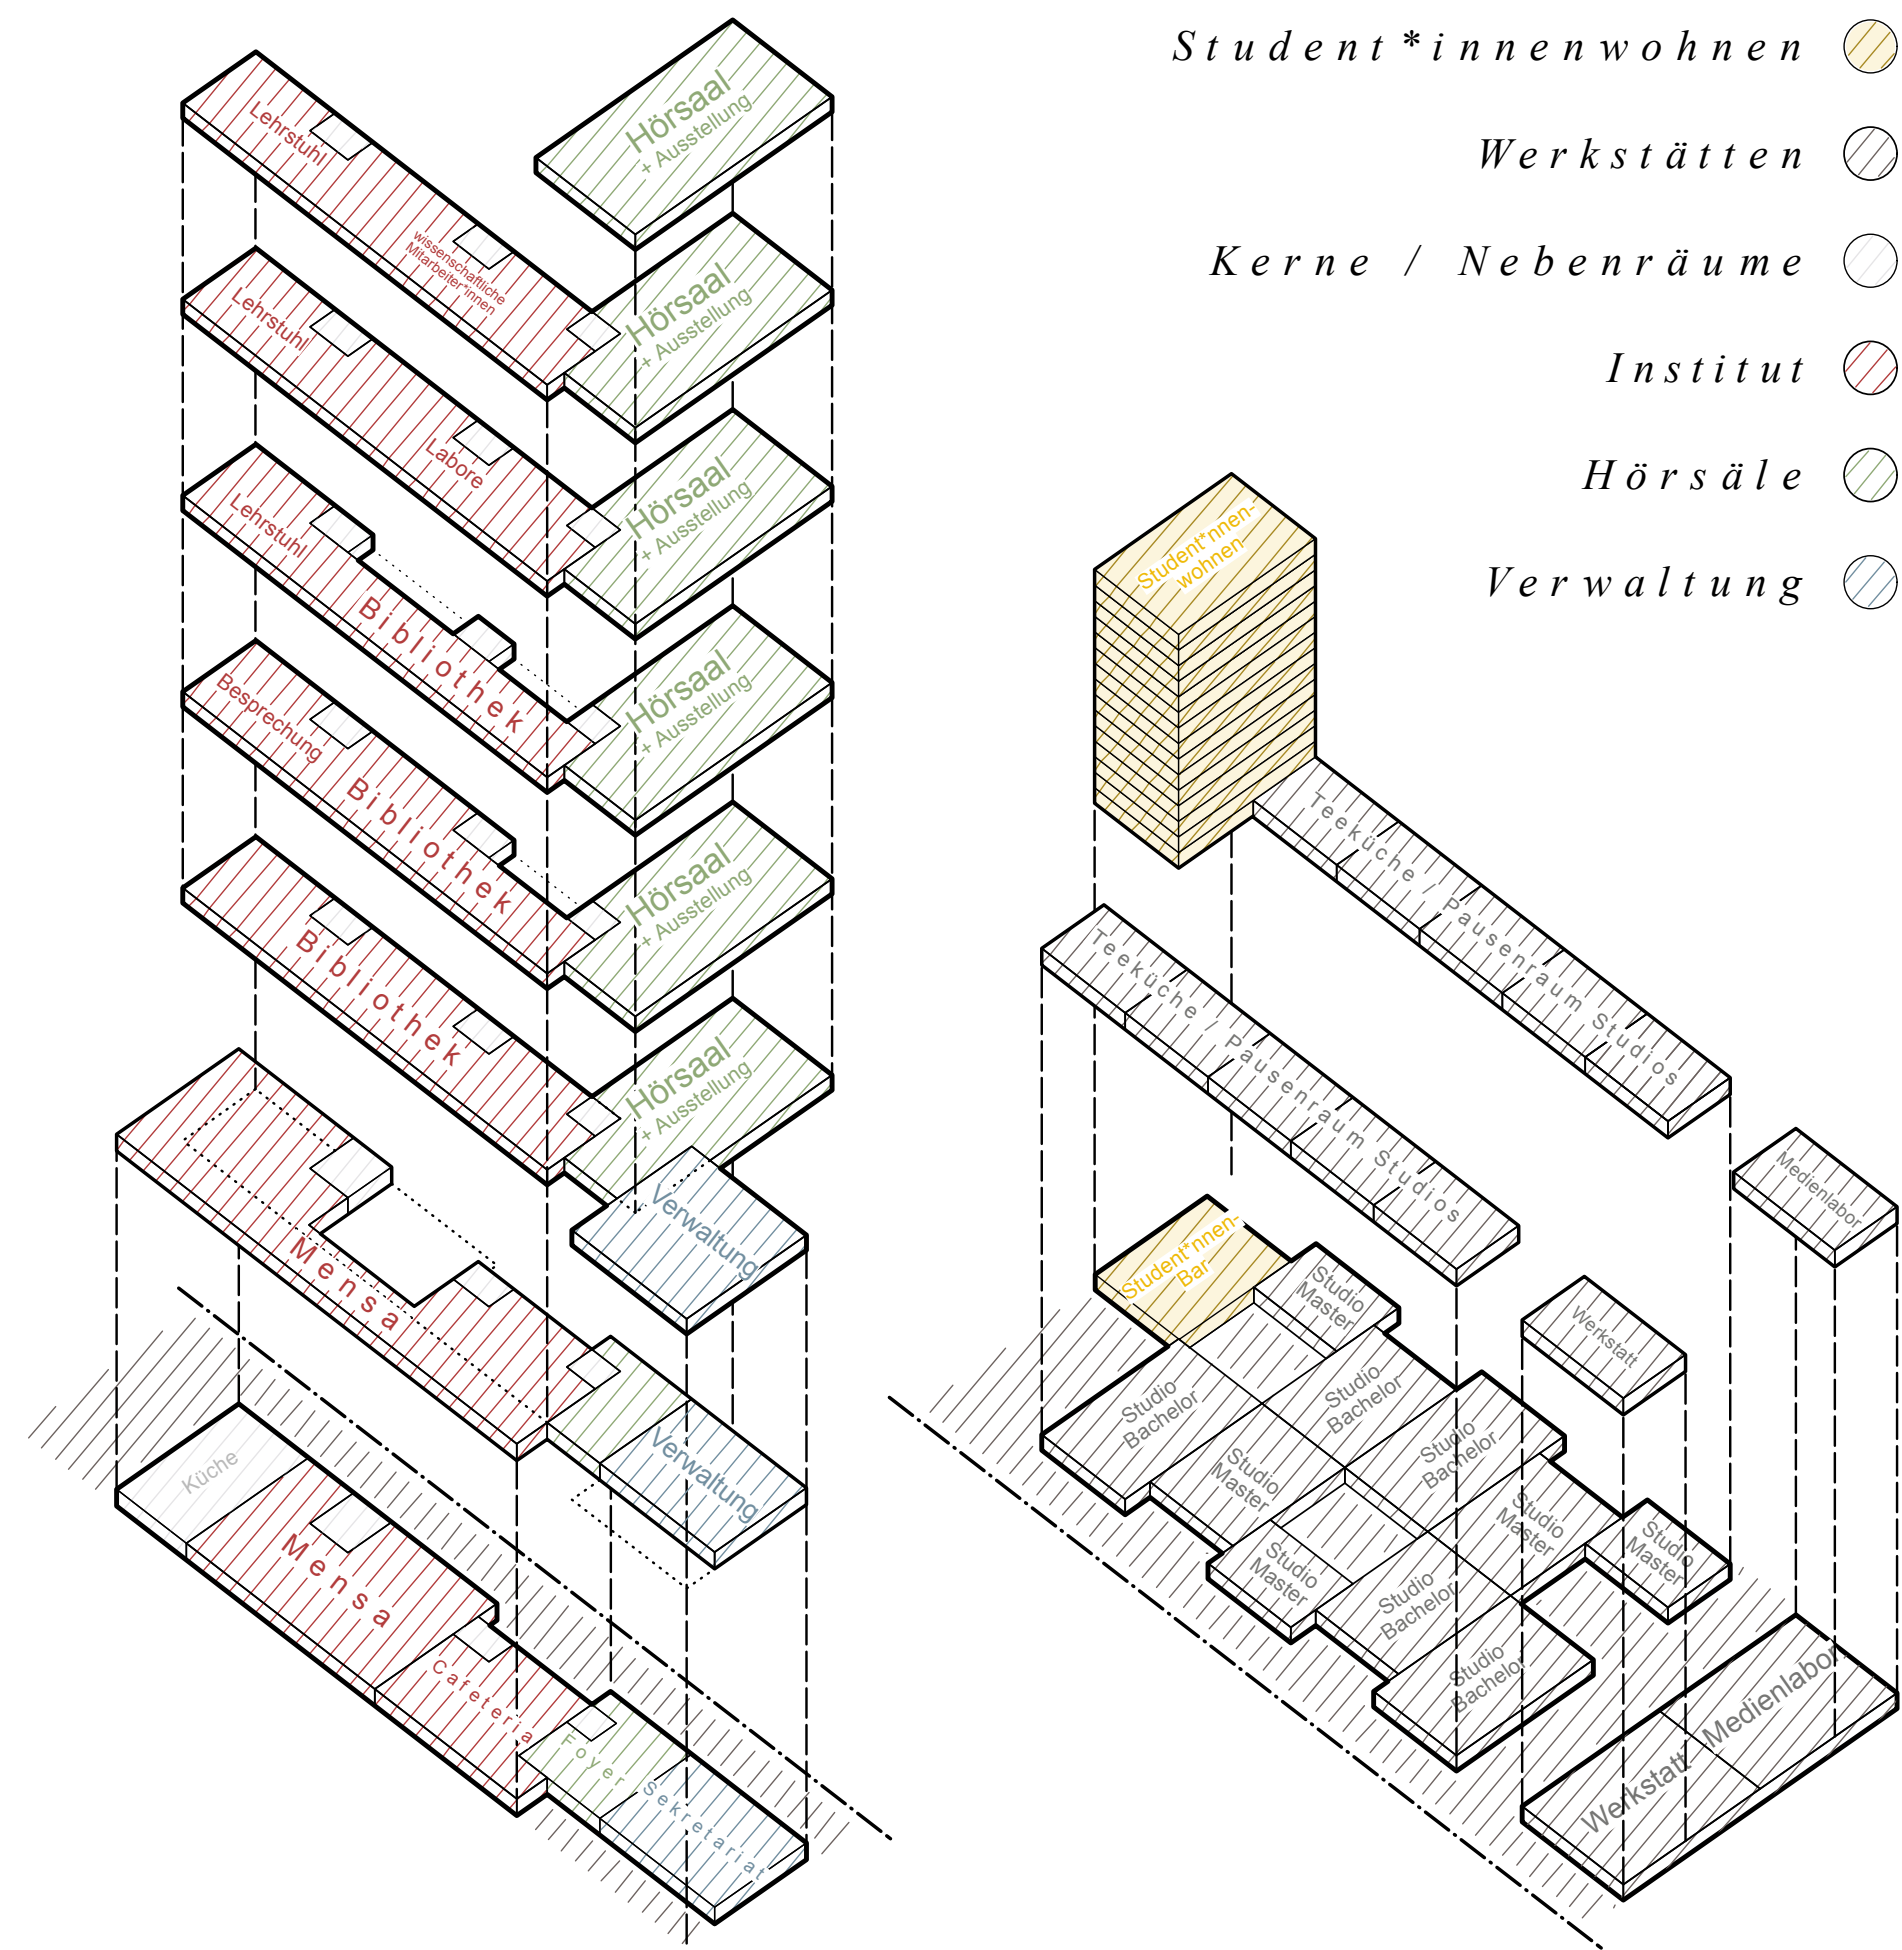 Student*innenwohnen
Werkstätten
Kerne / Nebenräume
Institut
Hörsäle
Verwaltung
Hörsaal
+ Ausstellung
Lehrstuhl
wissenschaftliche
Mitarbeiter*innen
Hörsaal
+ Ausstellung
Lehrstuhl
Labore
Hörsaal
+ Ausstellung
Lehrstuhl
Bibliothek
Hörsaal
+ Ausstellung
Besprechung
Bibliothek
Hörsaal
+ Ausstellung
Bibliothek
Hörsaal
+ Ausstellung
Verwaltung
Mensa
Verwaltung
Küche
Mensa
Cafeteria
Foyer
Sekretariat
Student*nnen-
wohnen
Teeküche / Pausenraum Studios
Teeküche / Pausenraum Studios
Medienlabor
Werkstatt
Student*nnen-
Bar
Studio
Master
Studio
Bachelor
Studio
Bachelor
Studio
Master
Studio
Bachelor
Studio
Master
Studio
Master
Studio
Master
Studio
Bachelor
Studio
Bachelor
Werkstatt
Medienlabor